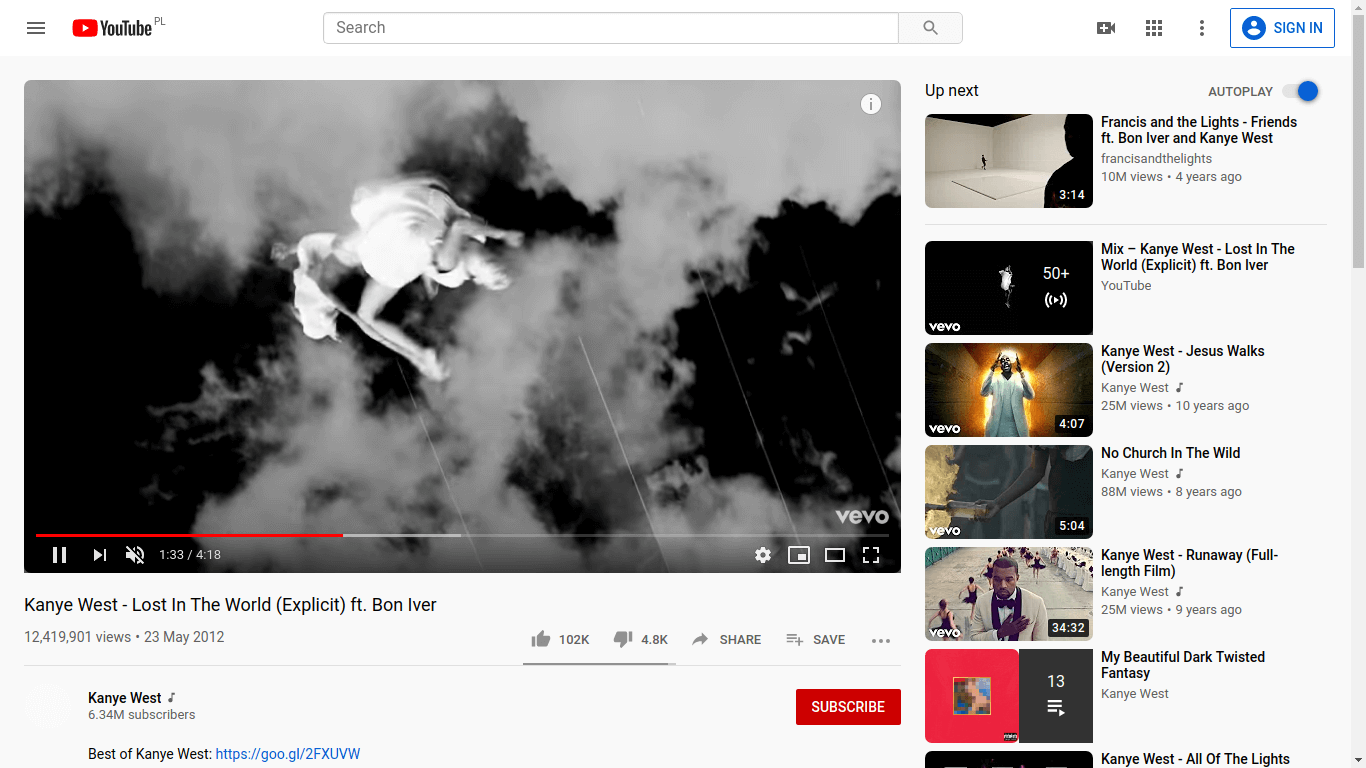 YouTube PL
Search
SIGN IN
i
vevo
1:33 / 4:18
Kanye West - Lost In The World (Explicit) ft. Bon Iver
12,419,901 views • 23 May 2012
102K
4.8K
SHARE
SAVE
Kanye West
6.34M subscribers
SUBSCRIBE
Best of Kanye West: https://goo.gl/2FXUVW
Up next
AUTOPLAY
3:14
Francis and the Lights - Friends
ft. Bon Iver and Kanye West
francisandthelights
10M views • 4 years ago
50+
vevo
Mix – Kanye West - Lost In The
World (Explicit) ft. Bon Iver
YouTube
vevo
4:07
Kanye West - Jesus Walks
(Version 2)
Kanye West
25M views • 10 years ago
vevo
5:04
No Church In The Wild
Kanye West
88M views • 8 years ago
vevo
34:32
Kanye West - Runaway (Full-
length Film)
Kanye West
25M views • 9 years ago
13
My Beautiful Dark Twisted
Fantasy
Kanye West
Kanye West - All Of The Lights